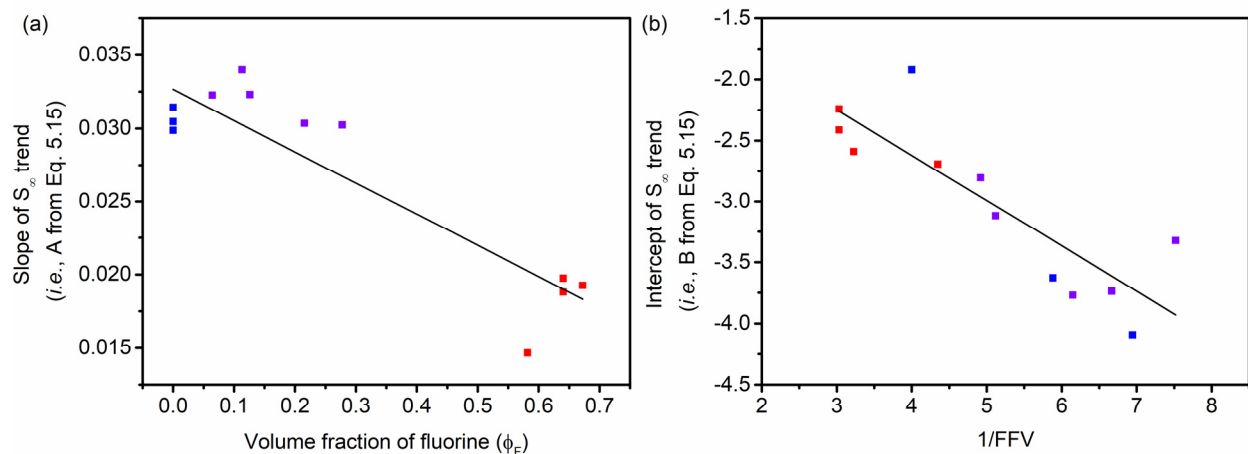 (a)
Slope of S∞ trend
(i.e., A from Eq. 5.15)
0.035
0.030
0.025
0.020
0.015
0.0 0.1 0.2 0.3 0.4 0.5 0.6 0.7
Volume fraction of fluorine (ϕF)
(b)
Intercept of S∞ trend
(i.e., B from Eq. 5.15)
-1.5
-2.0
-2.5
-3.0
-3.5
-4.0
-4.5
2 3 4 5 6 7 8
1/FFV